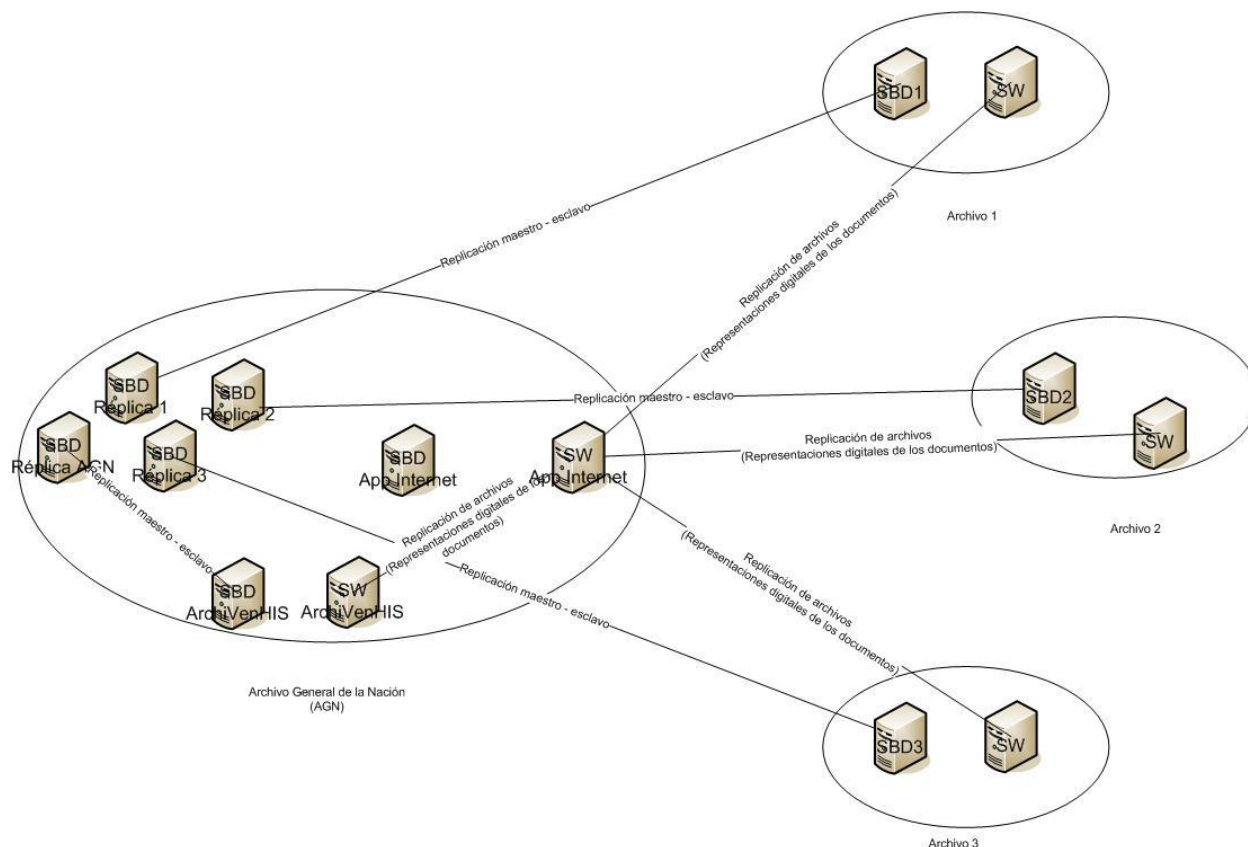 SBD1
SW
Archivo 1
Replicación maestro - esclavo
Replicación de archivos
(Representaciones digitales de los documentos)
SBD
Réplica 1
SBD
Réplica 2
Replicación maestro - esclavo
SBD2
SW
Replicación de archivos
(Representaciones digitales de los documentos)
Archivo 2
SBD
Réplica AGN
SBD
Réplica 3
SBD
App Internet
SW
App Internet
Replicación maestro - esclavo
Replicación de archivos
(Representaciones digitales de los
documentos)
SBD
ArchiVenHIS
SW
ArchiVenHIS
Replicación maestro - esclavo
Replicación de archivos
(Representaciones digitales de los documentos)
Archivo General de la Nación
(AGN)
SBD3
SW
Archivo 3